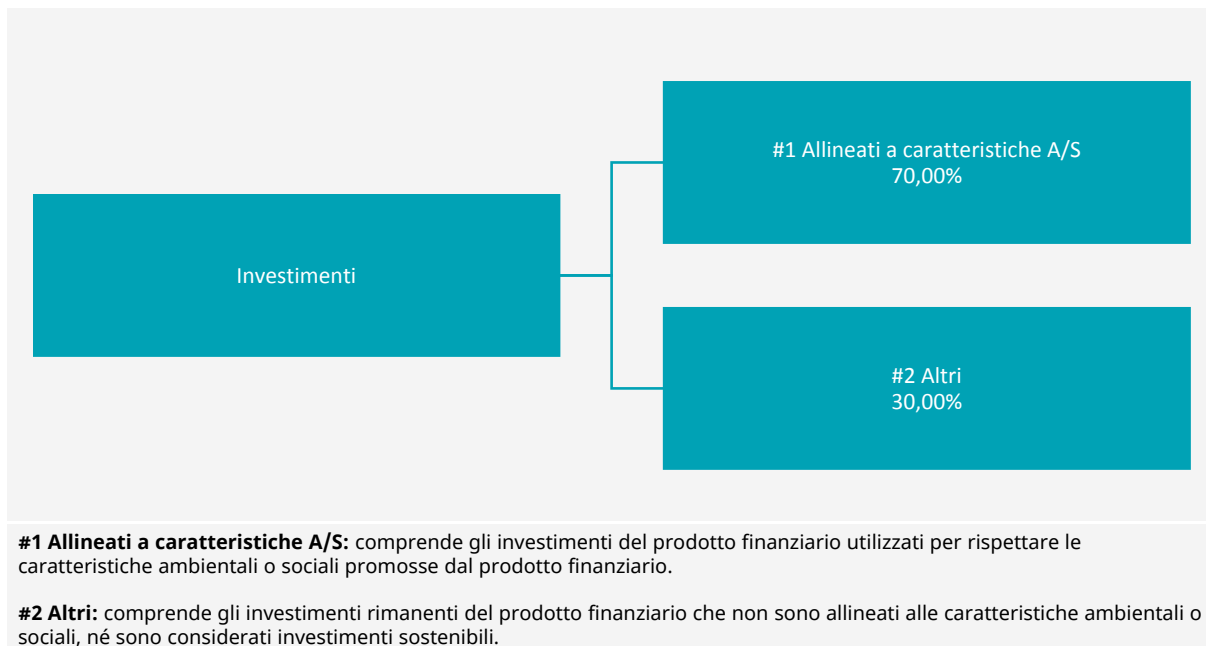 #1 Allineati a caratteristiche A/S
70,00%
Investimenti
#2 Altri
30,00%
#1 Allineati a caratteristiche A/S: comprende gli investimenti del prodotto finanziario utilizzati per rispettare le
caratteristiche ambientali o sociali promosse dal prodotto finanziario.
#2 Altri: comprende gli investimenti rimanenti del prodotto finanziario che non sono allineati alle caratteristiche ambientali o
sociali, né sono considerati investimenti sostenibili.